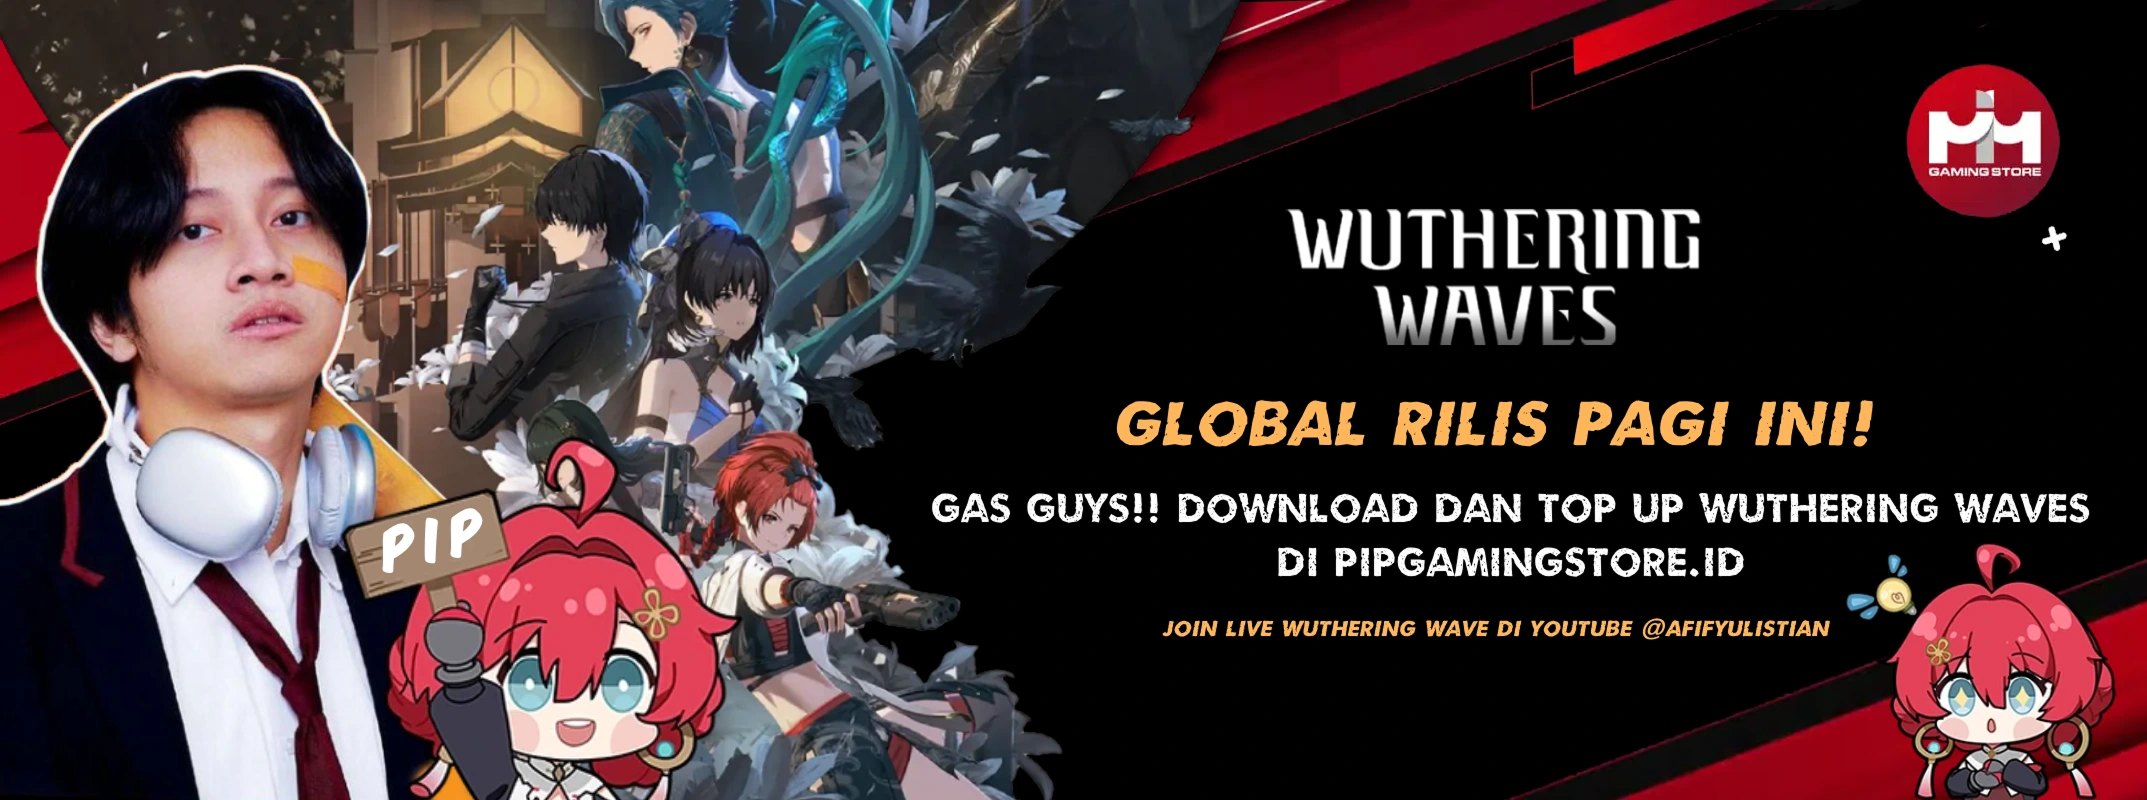 PIP
GAMING STORE
WUTHERING
WAVES
GLOBAL RILIS PAGI INI!
GAS GUYS!! DOWNLOAD DAN TOP UP WUTHERING WAVES
DI PIPGAMINGSTORE.ID
JOIN LIVE WUTHERING WAVE DI YOUTUBE @AFIFYULISTIAN